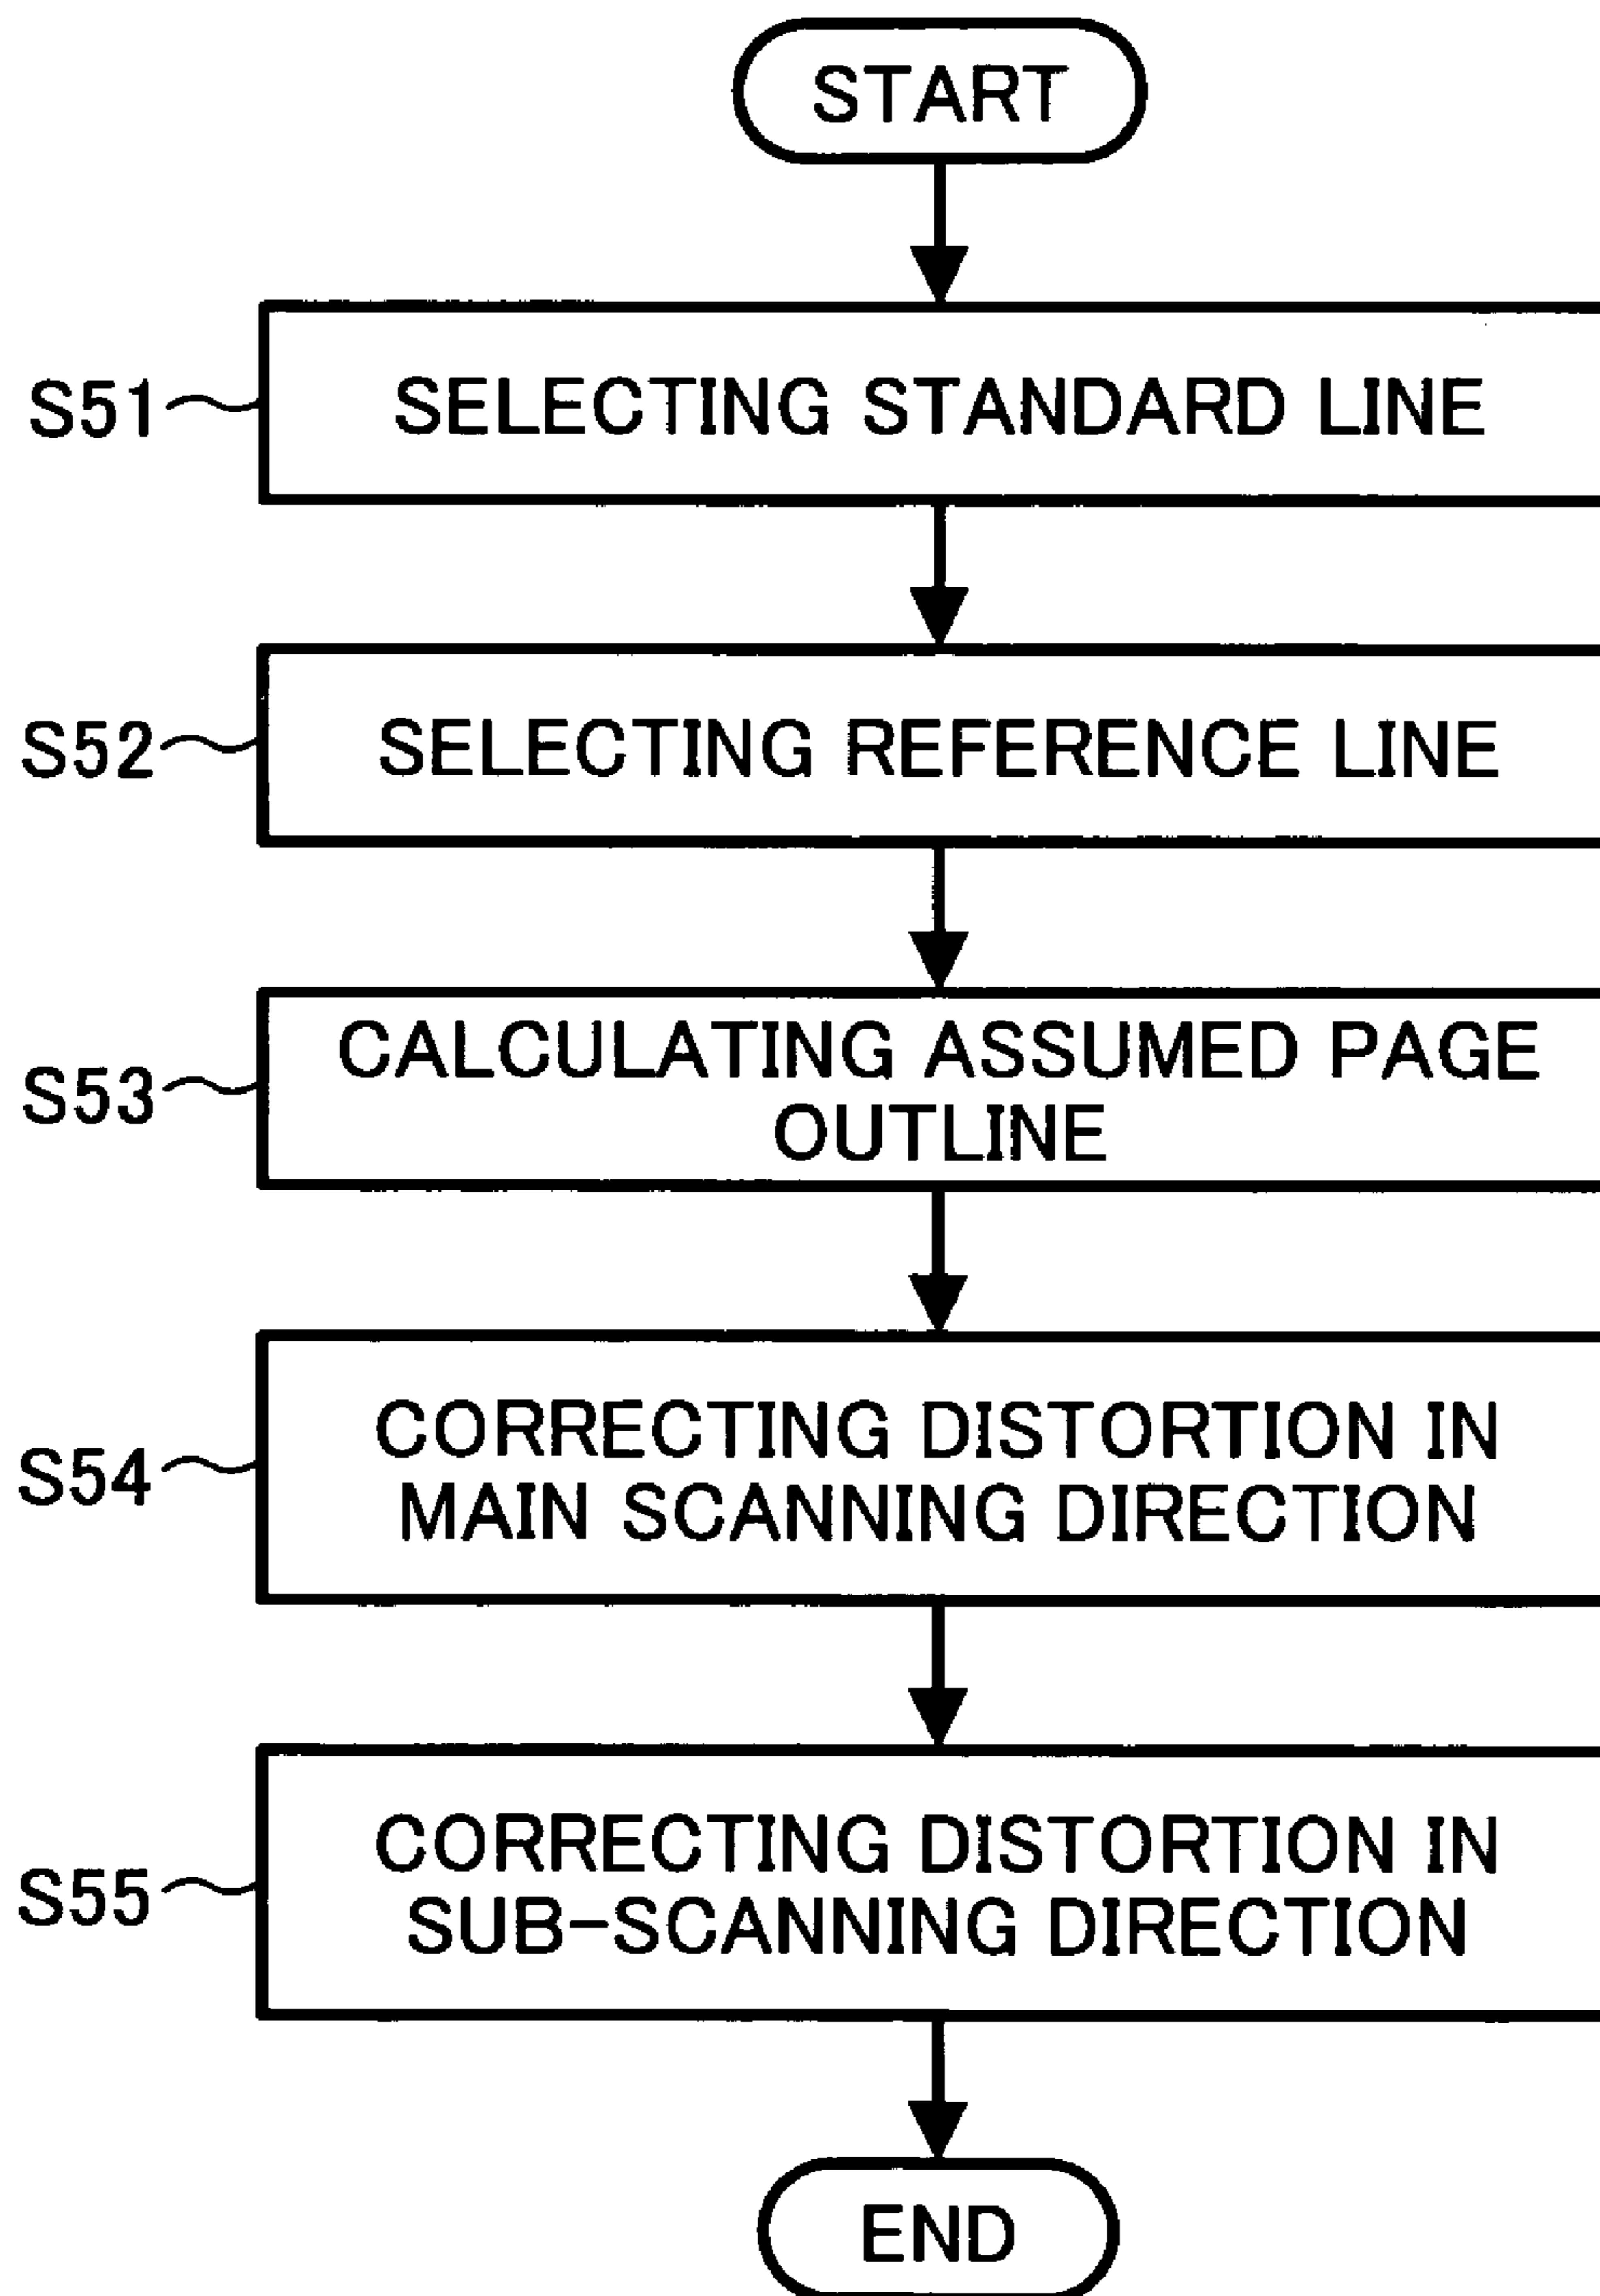 START
S51
SELECTING STANDARD LINE
S52
SELECTING REFERENCE LINE
S53
CALCULATING ASSUMED PAGE
OUTLINE
S54
CORRECTING DISTORTION IN
MAIN SCANNING DIRECTION
S55
CORRECTING DISTORTION IN
SUB-SCANNING DIRECTION
END